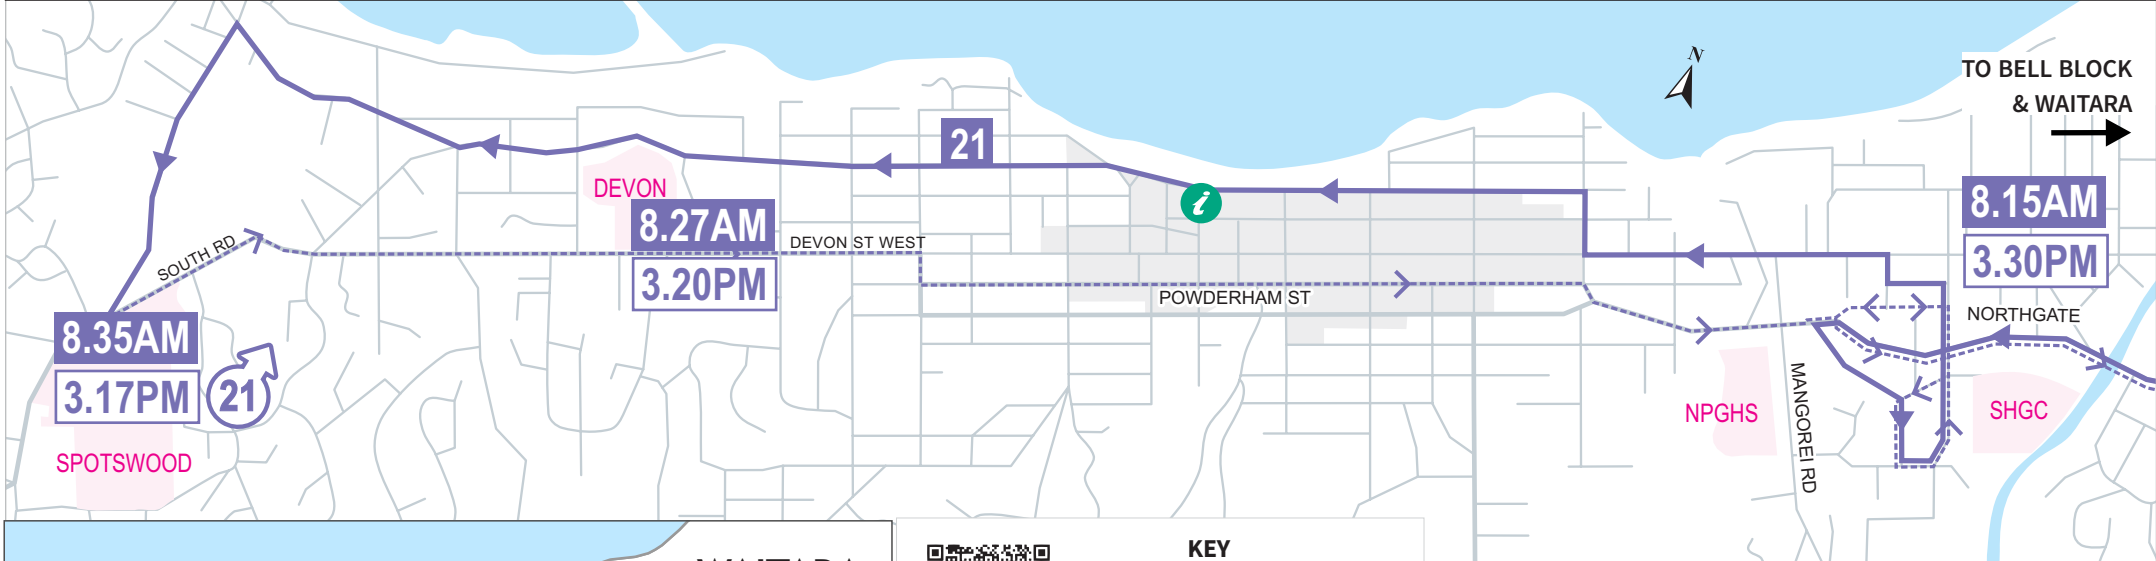 N
TO BELL BLOCK
& WAITARA
21
DEVON
8.27AM
3.20PM
DEVON ST WEST
SOUTH RD
8.15AM
3.30PM
POWDERHAM ST
NORTHGATE
8.35AM
3.17PM
21
SPOTSWOOD
NPGHS
MANGOREI RD
SHGC
i
WAITARA
KEY